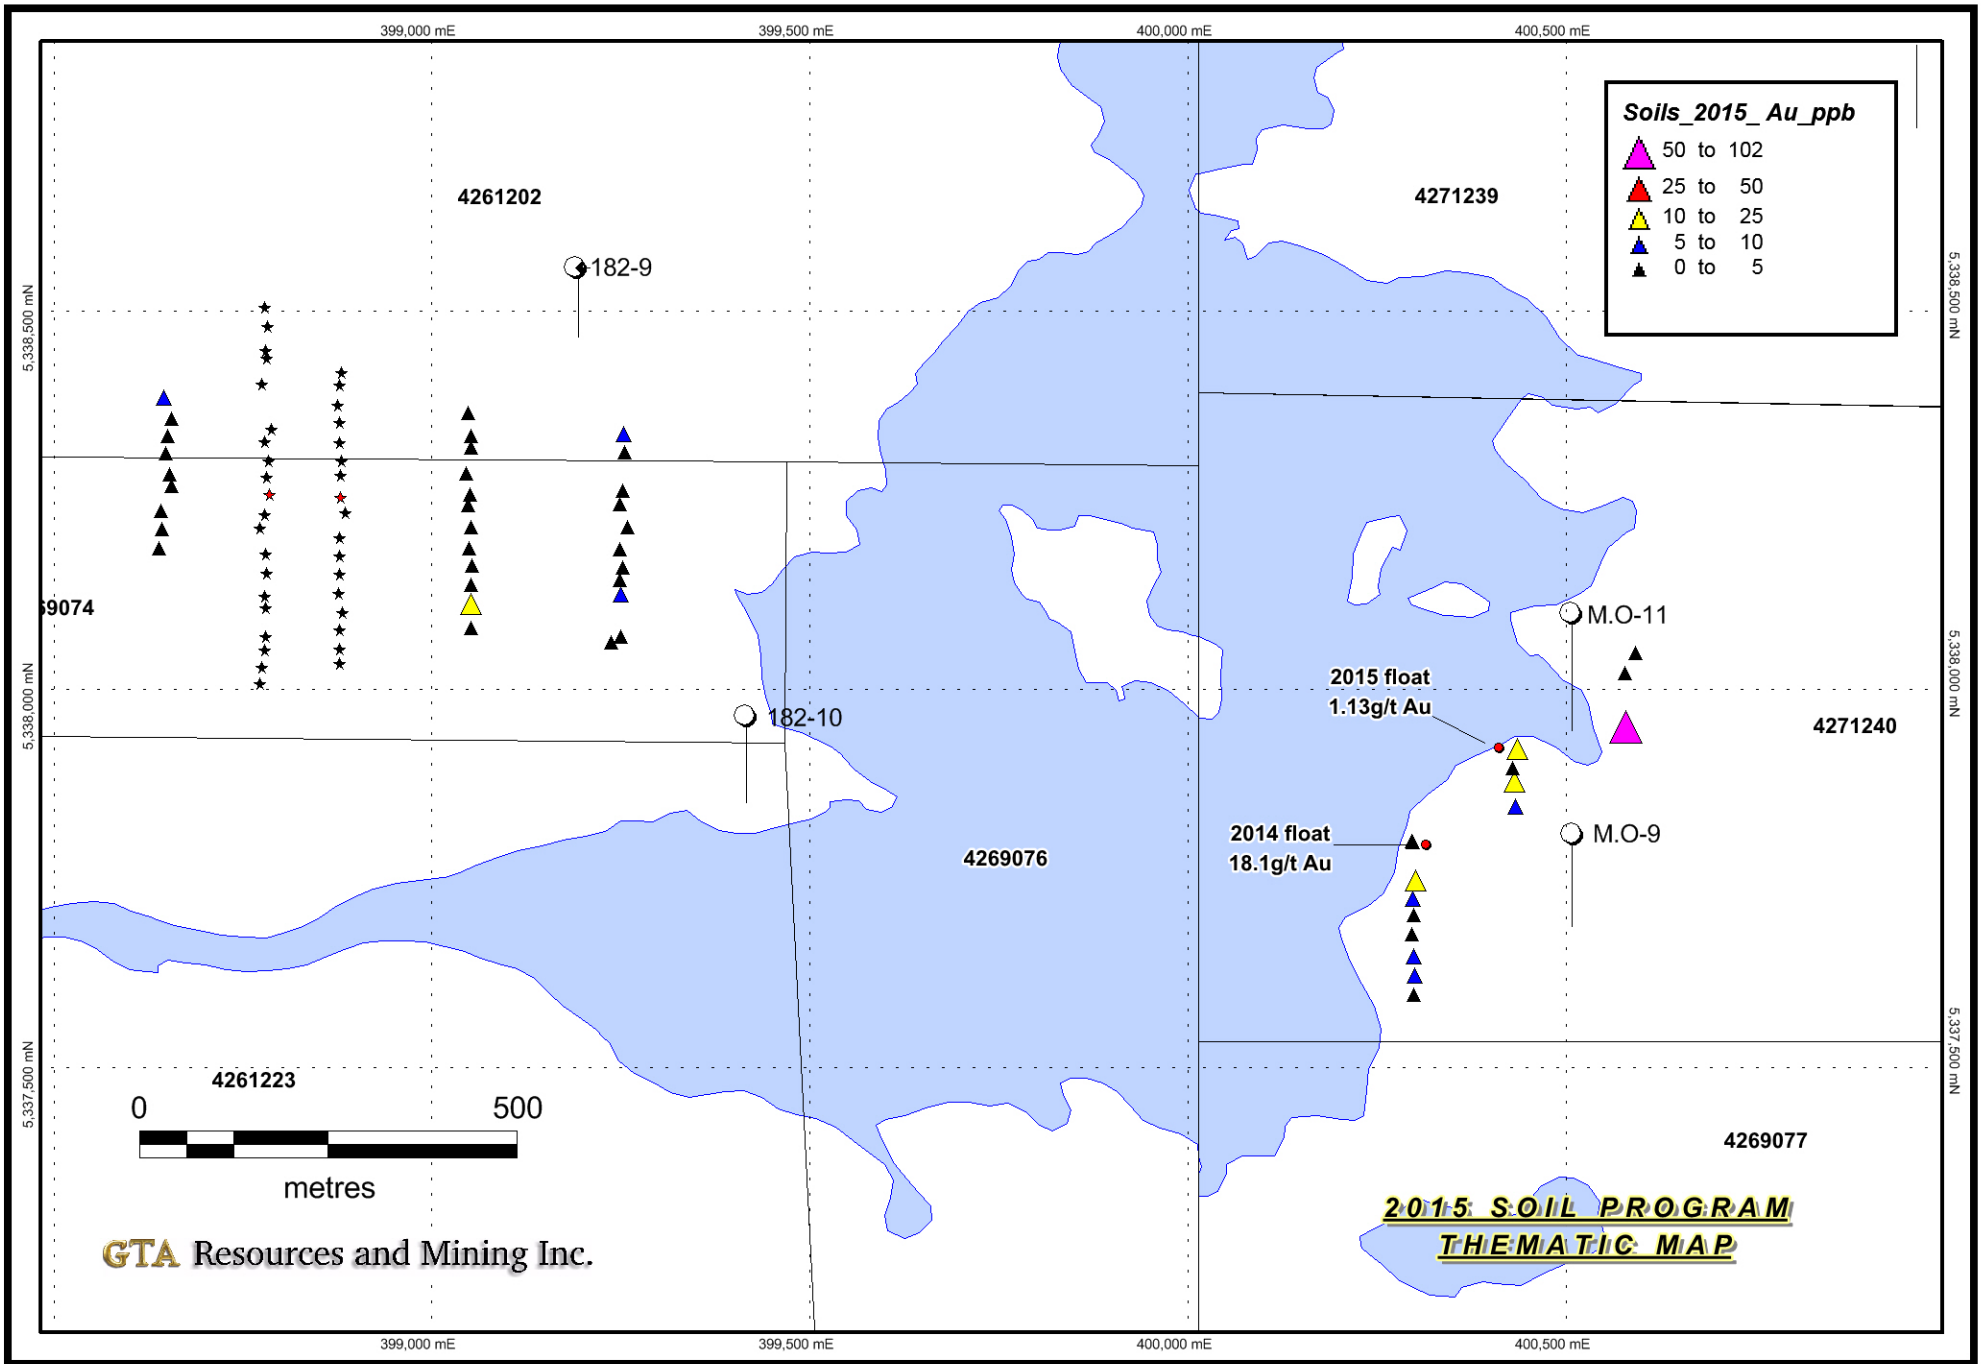 399,000 mE
399,500 mE
400,000 mE
400,500 mE
Soils_2015_ Au_ppb
50 to 102
25 to 50
10 to 25
5 to 10
0 to 5
4261202
4271239
182-9
5,338,500 mN
5,338,500 mN
69074
M.O-11
2015 float
1.13g/t Au
5,338,000 mN
5,338,000 mN
182-10
4271240
2014 float
18.1g/t Au
M.O-9
4269076
5,337,500 mN
5,337,500 mN
4261223
0 500
metres
4269077
2015 SOIL PROGRAM
THEMATIC MAP
GTA Resources and Mining Inc.
399,000 mE
399,500 mE
400,000 mE
400,500 mE